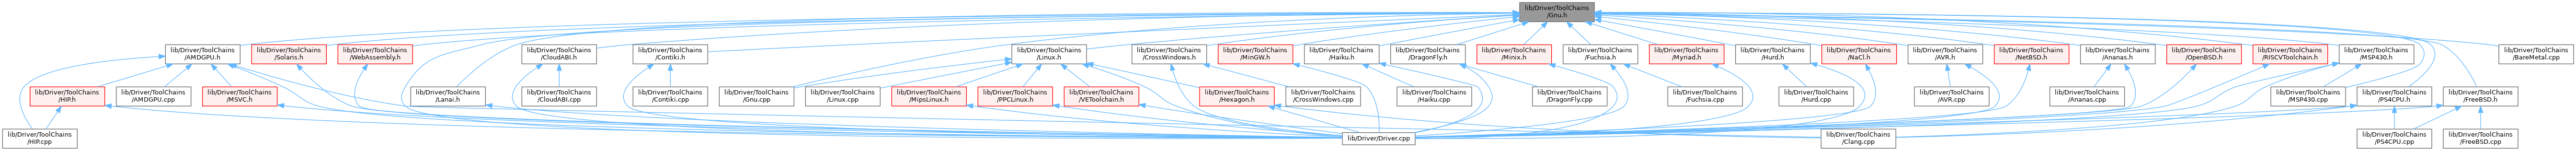 lib/Driver/ToolChains
/Gnu.h
lib/Driver/ToolChains
/AMDGPU.h
lib/Driver/ToolChains
/Solaris.h
lib/Driver/ToolChains
/WebAssembly.h
lib/Driver/ToolChains
/CloudABI.h
lib/Driver/ToolChains
/Contiki.h
lib/Driver/ToolChains
/Linux.h
lib/Driver/ToolChains
/CrossWindows.h
lib/Driver/ToolChains
/MinGW.h
lib/Driver/ToolChains
/Haiku.h
lib/Driver/ToolChains
/DragonFly.h
lib/Driver/ToolChains
/Minix.h
lib/Driver/ToolChains
/Fuchsia.h
lib/Driver/ToolChains
/Myriad.h
lib/Driver/ToolChains
/Hurd.h
lib/Driver/ToolChains
/NaCl.h
lib/Driver/ToolChains
/AVR.h
lib/Driver/ToolChains
/NetBSD.h
lib/Driver/ToolChains
/Ananas.h
lib/Driver/ToolChains
/OpenBSD.h
lib/Driver/ToolChains
/RISCVToolchain.h
lib/Driver/ToolChains
/MSP430.h
lib/Driver/ToolChains
/BareMetal.cpp
lib/Driver/ToolChains
/HIP.h
lib/Driver/ToolChains
/AMDGPU.cpp
lib/Driver/ToolChains
/MSVC.h
lib/Driver/ToolChains
/Lanai.h
lib/Driver/ToolChains
/CloudABI.cpp
lib/Driver/ToolChains
/Contiki.cpp
lib/Driver/ToolChains
/Gnu.cpp
lib/Driver/ToolChains
/Linux.cpp
lib/Driver/ToolChains
/MipsLinux.h
lib/Driver/ToolChains
/PPCLinux.h
lib/Driver/ToolChains
/VEToolchain.h
lib/Driver/ToolChains
/Hexagon.h
lib/Driver/ToolChains
/CrossWindows.cpp
lib/Driver/ToolChains
/Haiku.cpp
lib/Driver/ToolChains
/DragonFly.cpp
lib/Driver/ToolChains
/Fuchsia.cpp
lib/Driver/ToolChains
/Hurd.cpp
lib/Driver/ToolChains
/AVR.cpp
lib/Driver/ToolChains
/Ananas.cpp
lib/Driver/ToolChains
/MSP430.cpp
lib/Driver/ToolChains
/PS4CPU.h
lib/Driver/ToolChains
/FreeBSD.h
lib/Driver/ToolChains
/HIP.cpp
lib/Driver/Driver.cpp
lib/Driver/ToolChains
/Clang.cpp
lib/Driver/ToolChains
/PS4CPU.cpp
lib/Driver/ToolChains
/FreeBSD.cpp